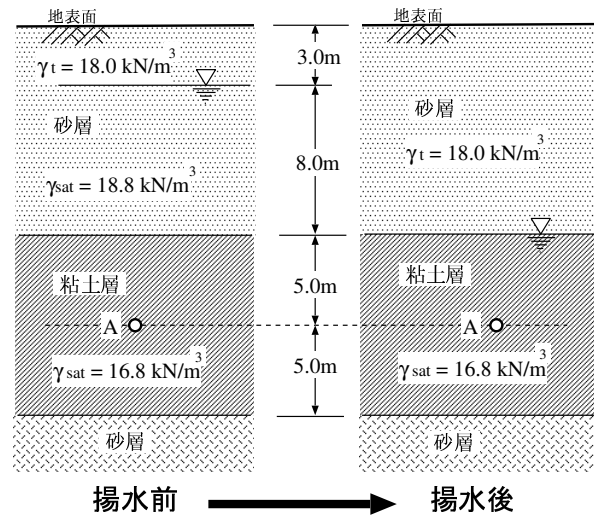 地表面
γt = 18.0 kN/m³
砂層
γsat = 18.8 kN/m³
粘土層
A
γsat = 16.8 kN/m³
砂層
3.0m
8.0m
5.0m
5.0m
地表面
砂層
γt = 18.0 kN/m³
粘土層
A
γsat = 16.8 kN/m³
砂層
揚水前
揚水後